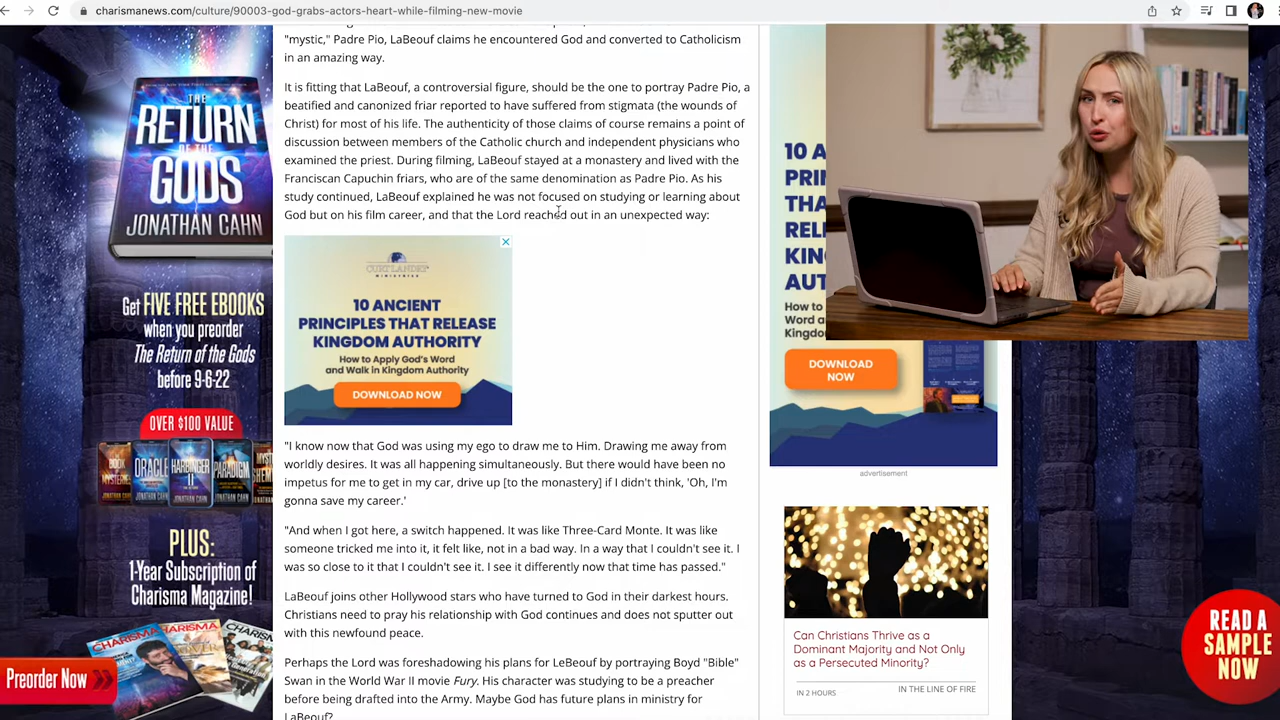 charismanews.com/culture/90003-god-grabs-actors-heart-while-filming-new-movie
"mystic," Padre Pio, LaBeouf claims he encountered God and converted to Catholicism
in an amazing way.
It is fitting that LaBeouf, a controversial figure, should be the one to portray Padre Pio, a
beatified and canonized friar reported to have suffered from stigmata (the wounds of
Christ) for most of his life. The authenticity of those claims of course remains a point of
discussion between members of the Catholic church and independent physicians who
examined the priest. During filming, LaBeouf stayed at a monastery and lived with the
Franciscan Capuchin friars, who are of the same denomination as Padre Pio. As his
study continued, LaBeouf explained he was not focused on studying or learning about
God but on his film career, and that the Lord reached out in an unexpected way:
CURT LANDRY
MINISTRIES
10 ANCIENT
PRINCIPLES THAT RELEASE
KINGDOM AUTHORITY
How to Apply God's Word
and Walk in Kingdom Authority
DOWNLOAD NOW
"I know now that God was using my ego to draw me to Him. Drawing me away from
worldly desires. It was all happening simultaneously. But there would have been no
impetus for me to get in my car, drive up [to the monastery] if I didn't think, 'Oh, I'm
gonna save my career.'
"And when I got here, a switch happened. It was like Three-Card Monte. It was like
someone tricked me into it, it felt like, not in a bad way. In a way that I couldn't see it. I
was so close to it that I couldn't see it. I see it differently now that time has passed."
LaBeouf joins other Hollywood stars who have turned to God in their darkest hours.
Christians need to pray his relationship with God continues and does not sputter out
with this newfound peace.
Perhaps the Lord was foreshadowing his plans for LeBeouf by portraying Boyd "Bible"
Swan in the World War II movie Fury. His character was studying to be a preacher
before being drafted into the Army. Maybe God has future plans in ministry for
LaBeouf?
THE
RETURN
OF THE
GODS
JONATHAN CAHN
Get FIVE FREE EBOOKS
when you preorder
The Return of the Gods
before 9-6-22
OVER $100 VALUE
BOOK
MYSTERIES
ORACLE
HARBINGER
II
PARADIGM
JONATHAN CAHN
PLUS:
1-Year Subscription of
Charisma Magazine!
CHARISMA
Preorder Now
10 A
PRIN
THA
REL
KIN
AUT
How to
Word a
Kingdo
DOWNLOAD
NOW
advertisement
Can Christians Thrive as a
Dominant Majority and Not Only
as a Persecuted Minority?
IN 2 HOURS
IN THE LINE OF FIRE
READ A
SAMPLE
NOW